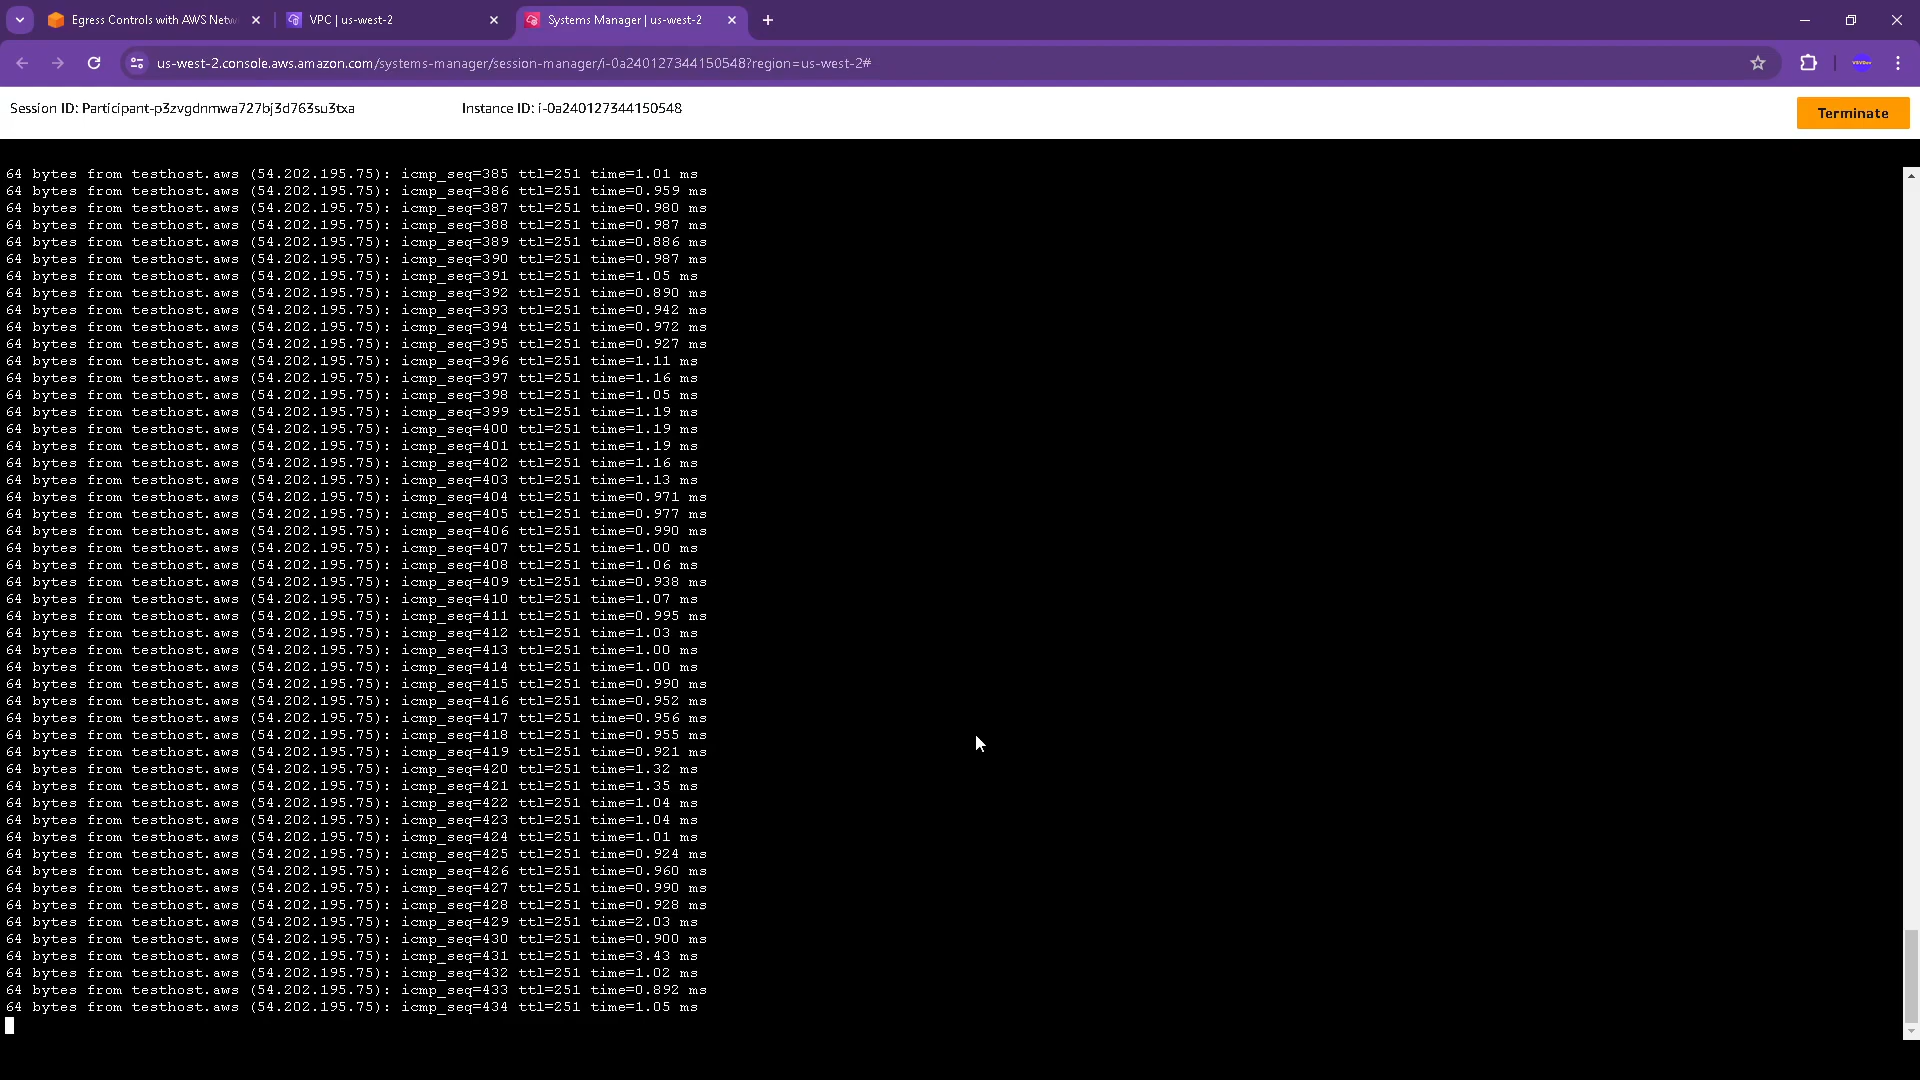 Egress Controls with AWS Netw
VPC | us-west-2
Systems Manager | us-west-2
us-west-2.console.aws.amazon.com/systems-manager/session-manager/i-0a240127344150548?region=us-west-2#
Session ID: Participant-p3zvgdnmwa727bj3d763su3txa
Instance ID: i-0a240127344150548
Terminate
64 bytes from testhost.aws (54.202.195.75): icmp_seq=385 ttl=251 time=1.01 ms
64 bytes from testhost.aws (54.202.195.75): icmp_seq=386 ttl=251 time=0.959 ms
64 bytes from testhost.aws (54.202.195.75): icmp_seq=387 ttl=251 time=0.980 ms
64 bytes from testhost.aws (54.202.195.75): icmp_seq=388 ttl=251 time=0.987 ms
64 bytes from testhost.aws (54.202.195.75): icmp_seq=389 ttl=251 time=0.886 ms
64 bytes from testhost.aws (54.202.195.75): icmp_seq=390 ttl=251 time=0.987 ms
64 bytes from testhost.aws (54.202.195.75): icmp_seq=391 ttl=251 time=1.05 ms
64 bytes from testhost.aws (54.202.195.75): icmp_seq=392 ttl=251 time=0.890 ms
64 bytes from testhost.aws (54.202.195.75): icmp_seq=393 ttl=251 time=0.942 ms
64 bytes from testhost.aws (54.202.195.75): icmp_seq=394 ttl=251 time=0.972 ms
64 bytes from testhost.aws (54.202.195.75): icmp_seq=395 ttl=251 time=0.927 ms
64 bytes from testhost.aws (54.202.195.75): icmp_seq=396 ttl=251 time=1.11 ms
64 bytes from testhost.aws (54.202.195.75): icmp_seq=397 ttl=251 time=1.16 ms
64 bytes from testhost.aws (54.202.195.75): icmp_seq=398 ttl=251 time=1.05 ms
64 bytes from testhost.aws (54.202.195.75): icmp_seq=399 ttl=251 time=1.19 ms
64 bytes from testhost.aws (54.202.195.75): icmp_seq=400 ttl=251 time=1.19 ms
64 bytes from testhost.aws (54.202.195.75): icmp_seq=401 ttl=251 time=1.19 ms
64 bytes from testhost.aws (54.202.195.75): icmp_seq=402 ttl=251 time=1.16 ms
64 bytes from testhost.aws (54.202.195.75): icmp_seq=403 ttl=251 time=1.13 ms
64 bytes from testhost.aws (54.202.195.75): icmp_seq=404 ttl=251 time=0.971 ms
64 bytes from testhost.aws (54.202.195.75): icmp_seq=405 ttl=251 time=0.977 ms
64 bytes from testhost.aws (54.202.195.75): icmp_seq=406 ttl=251 time=0.990 ms
64 bytes from testhost.aws (54.202.195.75): icmp_seq=407 ttl=251 time=1.00 ms
64 bytes from testhost.aws (54.202.195.75): icmp_seq=408 ttl=251 time=1.06 ms
64 bytes from testhost.aws (54.202.195.75): icmp_seq=409 ttl=251 time=0.938 ms
64 bytes from testhost.aws (54.202.195.75): icmp_seq=410 ttl=251 time=1.07 ms
64 bytes from testhost.aws (54.202.195.75): icmp_seq=411 ttl=251 time=0.995 ms
64 bytes from testhost.aws (54.202.195.75): icmp_seq=412 ttl=251 time=1.03 ms
64 bytes from testhost.aws (54.202.195.75): icmp_seq=413 ttl=251 time=1.00 ms
64 bytes from testhost.aws (54.202.195.75): icmp_seq=414 ttl=251 time=1.00 ms
64 bytes from testhost.aws (54.202.195.75): icmp_seq=415 ttl=251 time=0.990 ms
64 bytes from testhost.aws (54.202.195.75): icmp_seq=416 ttl=251 time=0.952 ms
64 bytes from testhost.aws (54.202.195.75): icmp_seq=417 ttl=251 time=0.956 ms
64 bytes from testhost.aws (54.202.195.75): icmp_seq=418 ttl=251 time=0.955 ms
64 bytes from testhost.aws (54.202.195.75): icmp_seq=419 ttl=251 time=0.921 ms
64 bytes from testhost.aws (54.202.195.75): icmp_seq=420 ttl=251 time=1.32 ms
64 bytes from testhost.aws (54.202.195.75): icmp_seq=421 ttl=251 time=1.35 ms
64 bytes from testhost.aws (54.202.195.75): icmp_seq=422 ttl=251 time=1.04 ms
64 bytes from testhost.aws (54.202.195.75): icmp_seq=423 ttl=251 time=1.04 ms
64 bytes from testhost.aws (54.202.195.75): icmp_seq=424 ttl=251 time=1.01 ms
64 bytes from testhost.aws (54.202.195.75): icmp_seq=425 ttl=251 time=0.924 ms
64 bytes from testhost.aws (54.202.195.75): icmp_seq=426 ttl=251 time=0.960 ms
64 bytes from testhost.aws (54.202.195.75): icmp_seq=427 ttl=251 time=0.990 ms
64 bytes from testhost.aws (54.202.195.75): icmp_seq=428 ttl=251 time=0.928 ms
64 bytes from testhost.aws (54.202.195.75): icmp_seq=429 ttl=251 time=2.03 ms
64 bytes from testhost.aws (54.202.195.75): icmp_seq=430 ttl=251 time=0.900 ms
64 bytes from testhost.aws (54.202.195.75): icmp_seq=431 ttl=251 time=3.43 ms
64 bytes from testhost.aws (54.202.195.75): icmp_seq=432 ttl=251 time=1.02 ms
64 bytes from testhost.aws (54.202.195.75): icmp_seq=433 ttl=251 time=0.892 ms
64 bytes from testhost.aws (54.202.195.75): icmp_seq=434 ttl=251 time=1.05 ms